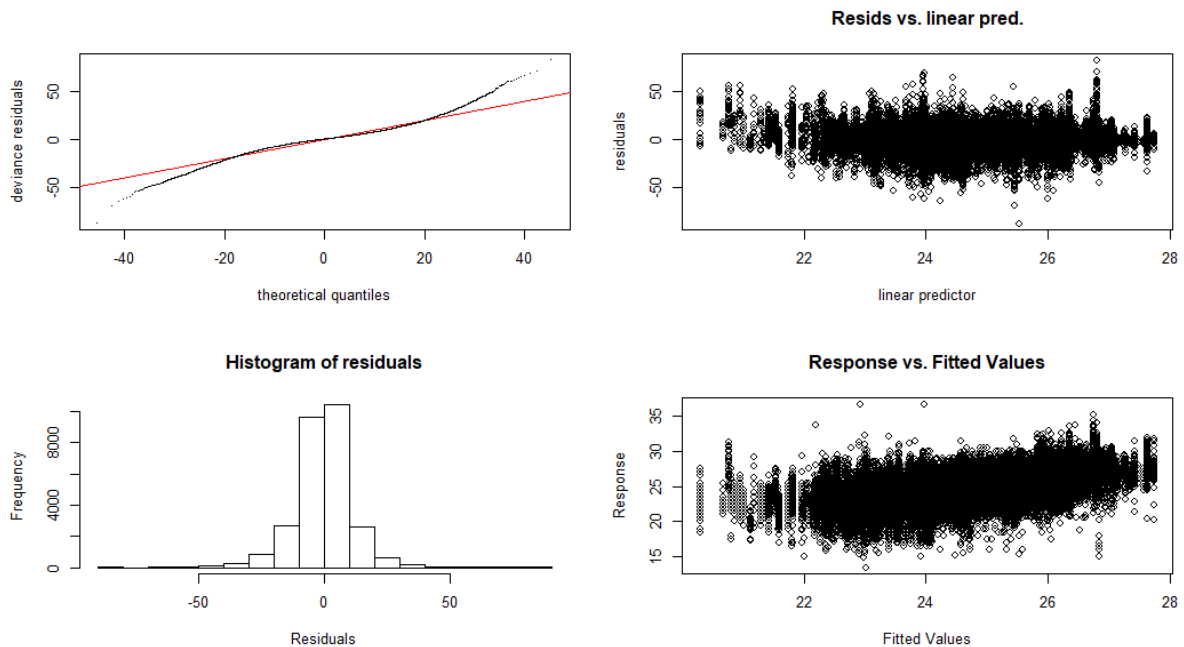 deviance residuals
50
0
-50
-40
-20
0
20
40
theoretical quantiles
Resids vs. linear pred.
residuals
50
0
-50
22
24
26
28
linear predictor
Histogram of residuals
Frequency
8000
4000
0
-50
0
50
Residuals
Response vs. Fitted Values
Response
35
30
25
20
15
22
24
26
28
Fitted Values